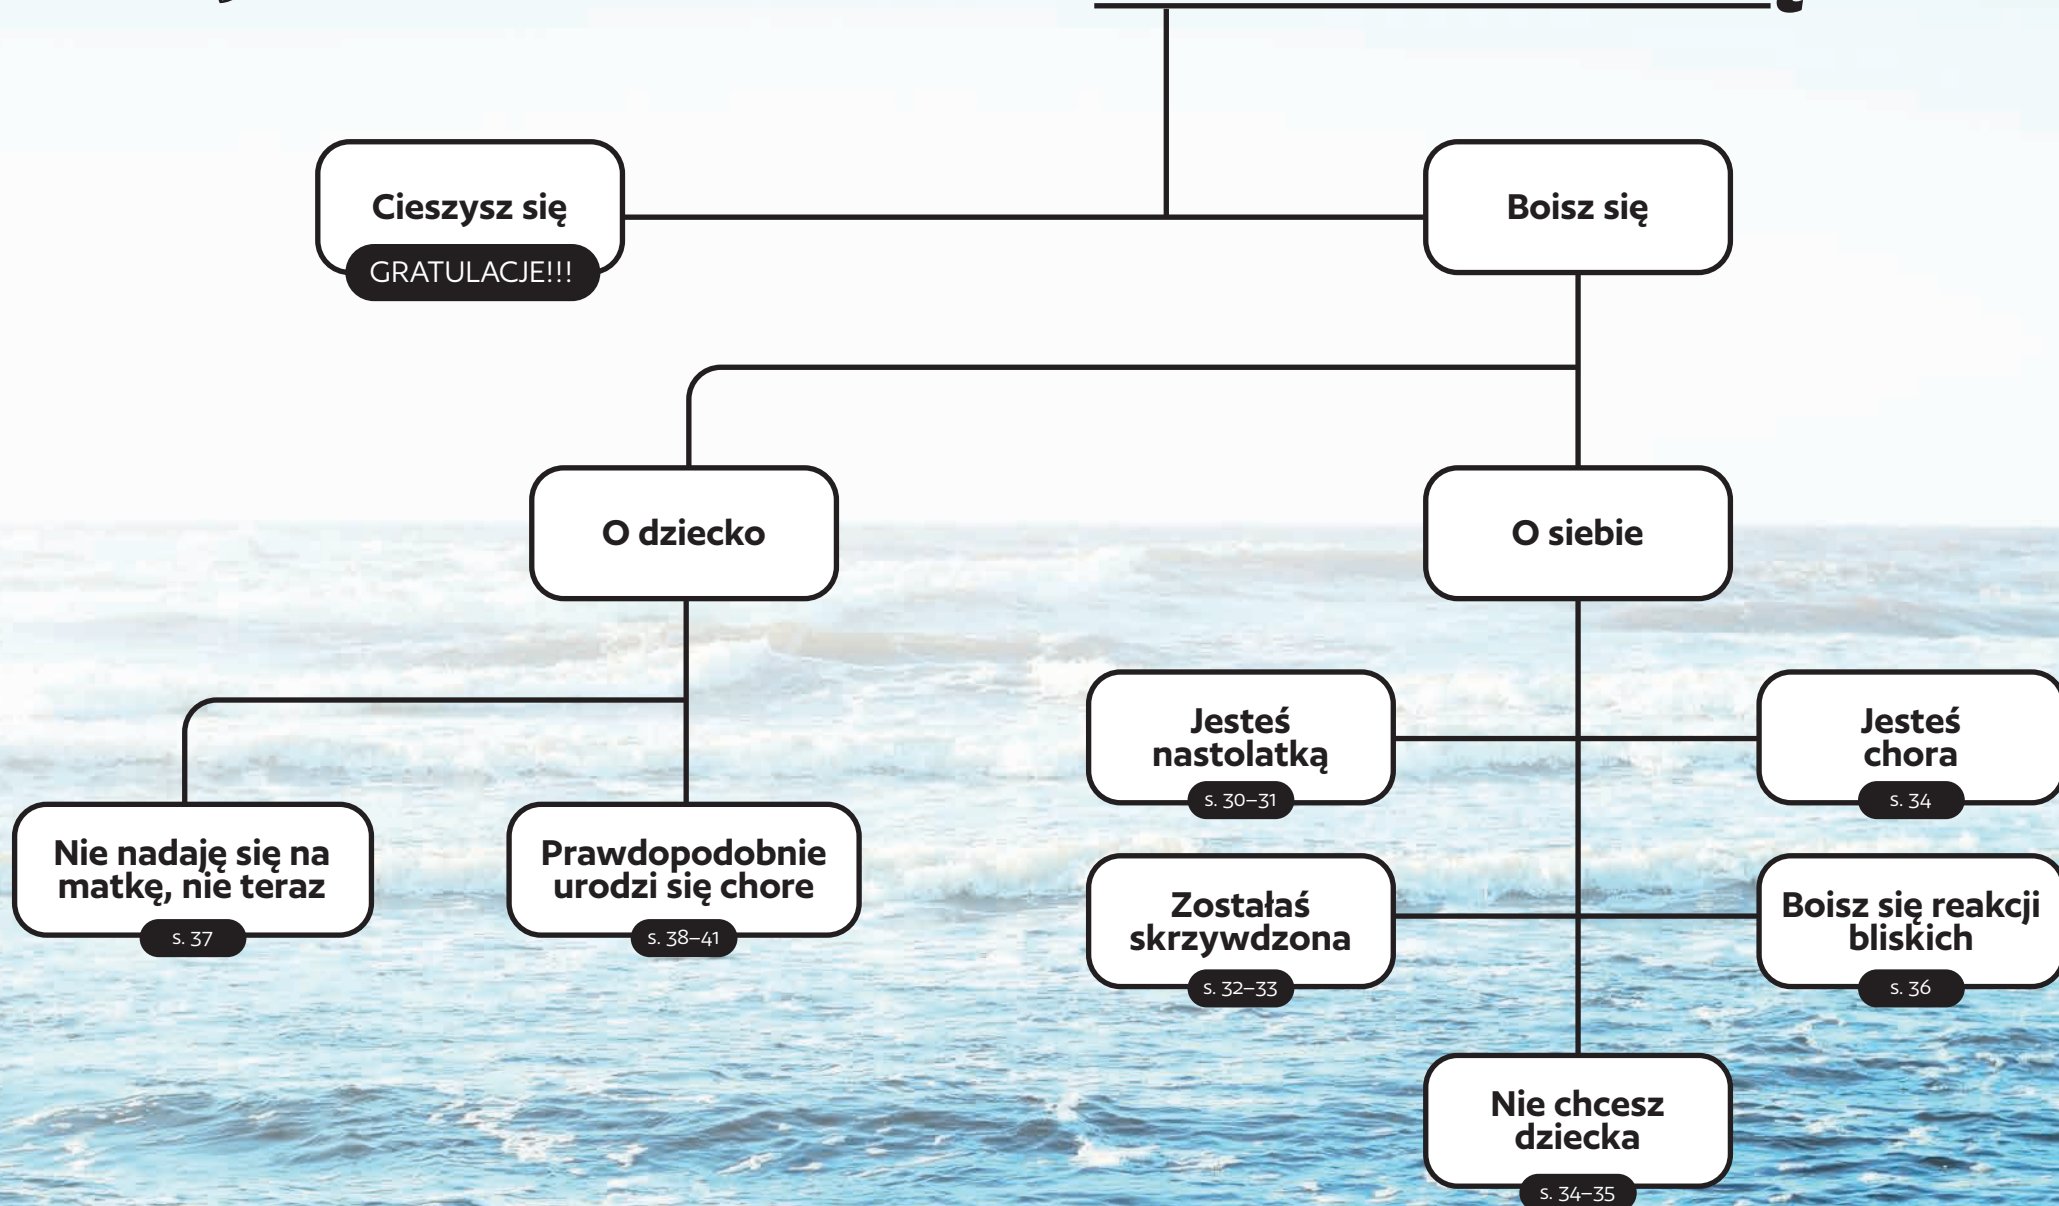 Cieszysz się
GRATULACJE!!!
Boisz się
O dziecko
O siebie
Jesteś
nastolatką
s. 30–31
Jesteś
chora
s. 34
Nie nadaję się na
matkę, nie teraz
s. 37
Prawdopodobnie
urodzi się chore
s. 38–41
Zostałaś
skrzywdzona
s. 32–33
Boisz się reakcji
bliskich
s. 36
Nie chcesz
dziecka
s. 34–35